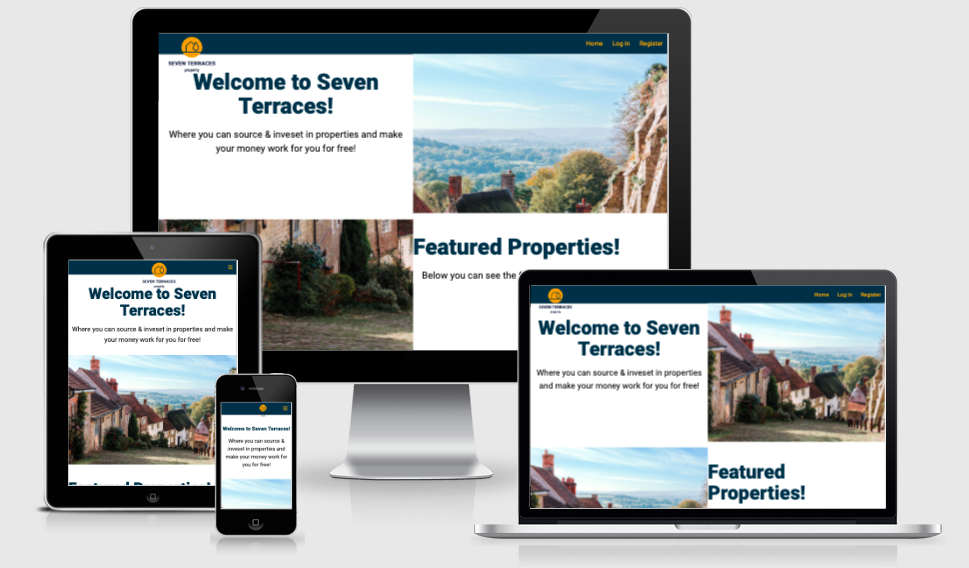 Home Log In Register
SEVEN TERRACES
property
Welcome to Seven
Terraces!
Where you can source & inveset in properties and make
your money work for you for free!
Featured Properties!
Below you can see the
SEVEN TERRACES
property
Welcome to Seven
Terraces!
Where you can source & inveset in properties and make
your money work for you for free!
Featured Properties!
Welcome to Seven Terraces!
Where you can source &
inveset in properties and
make your money work for
you for free!
Home Log In Register
SEVEN TERRACES
property
Welcome to Seven
Terraces!
Where you can source & inveset in properties
and make your money work for you for free!
Featured
Properties!